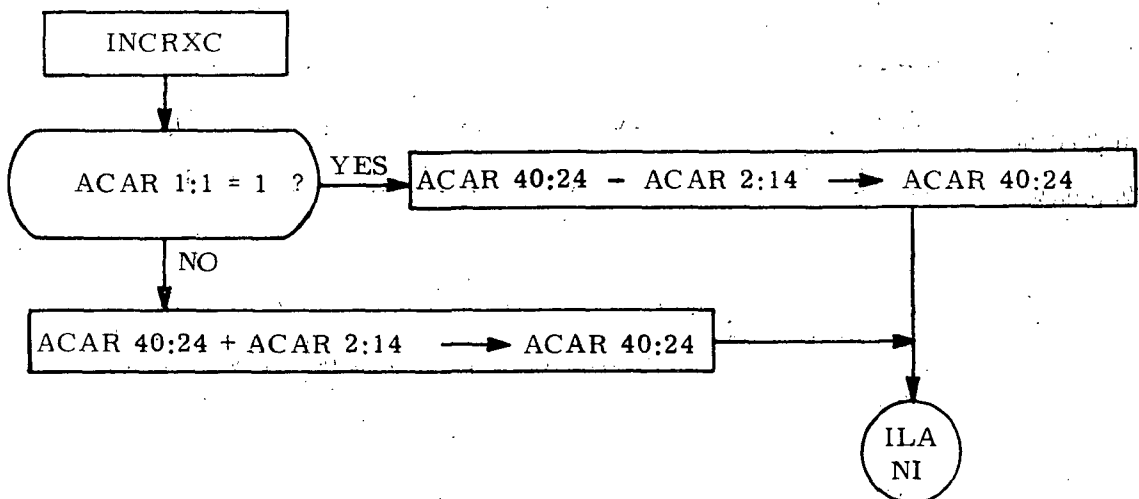 INCRXC
ACAR 1:1 = 1 ?
YES
ACAR 40:24 - ACAR 2:14 → ACAR 40:24
NO
ACAR 40:24 + ACAR 2:14 → ACAR 40:24
ILA
NI